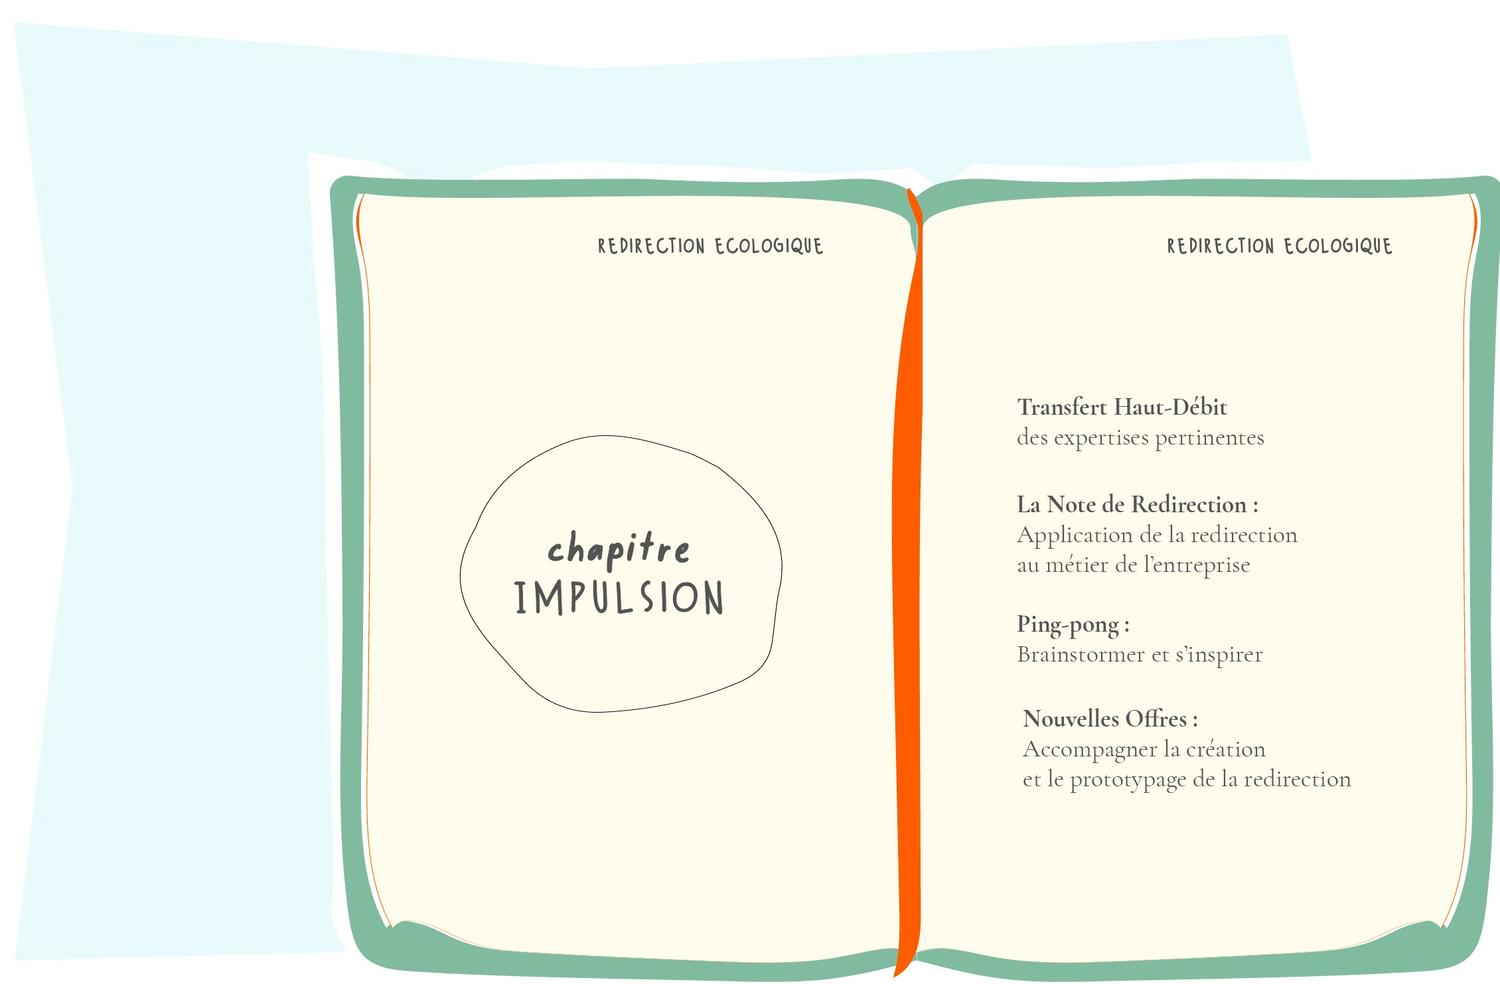 REDIRECTION ECOLOGIQUE
chapitre
IMPULSION
REDIRECTION ECOLOGIQUE
Transfert Haut-Débit
des expertises pertinentes
La Note de Redirection :
Application de la redirection
au métier de l'entreprise
Ping-pong :
Brainstormer et s'inspirer
Nouvelles Offres :
Accompagner la création
et le prototypage de la redirection